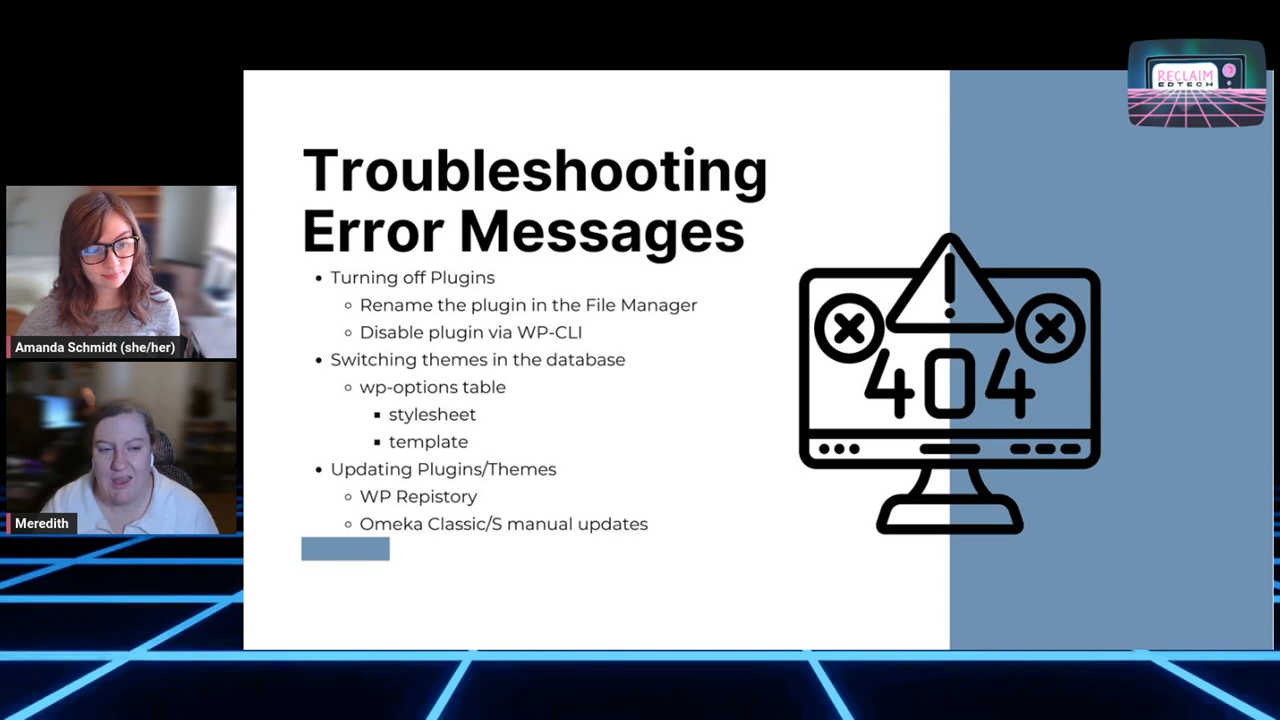 RECLAIM
EDTECH
Troubleshooting
Error Messages
• Turning off Plugins
◦ Rename the plugin in the File Manager
◦ Disable plugin via WP-CLI
• Switching themes in the database
◦ wp-options table
▪ stylesheet
▪ template
• Updating Plugins/Themes
◦ WP Repistory
◦ Omeka Classic/S manual updates
!
404
Amanda Schmidt (she/her)
Meredith